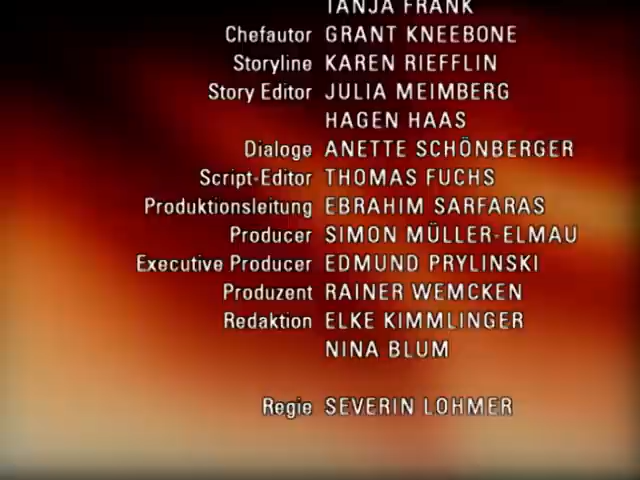 TANJA FRANK
Chefautor GRANT KNEEBONE
Storyline KAREN RIEFFLIN
Story Editor JULIA MEIMBERG
HAGEN HAAS
Dialoge ANETTE SCHÖNBERGER
Script-Editor THOMAS FUCHS
Produktionsleitung EBRAHIM SARFARAS
Producer SIMON MÜLLER-ELMAU
Executive Producer EDMUND PRYLINSKI
Produzent RAINER WEMCKEN
Redaktion ELKE KIMMLINGER
NINA BLUM
Regie SEVERIN LOHMER